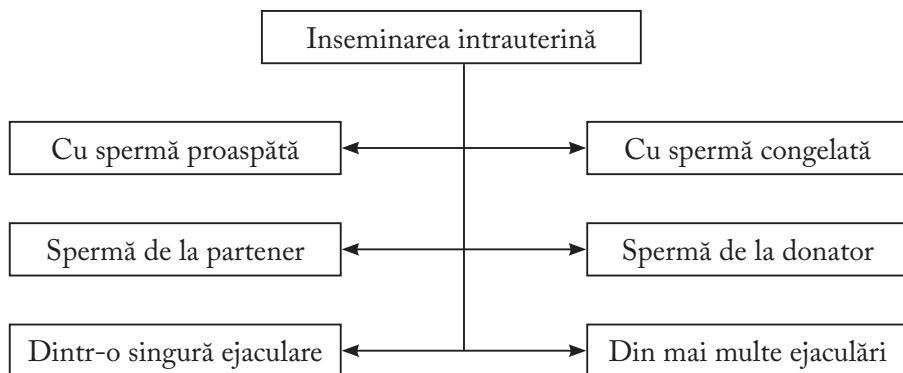 Inseminarea intrauterină
Cu spermă proaspătă
Cu spermă congelată
Spermă de la partener
Spermă de la donator
Dintr-o singură ejaculare
Din mai multe ejaculări